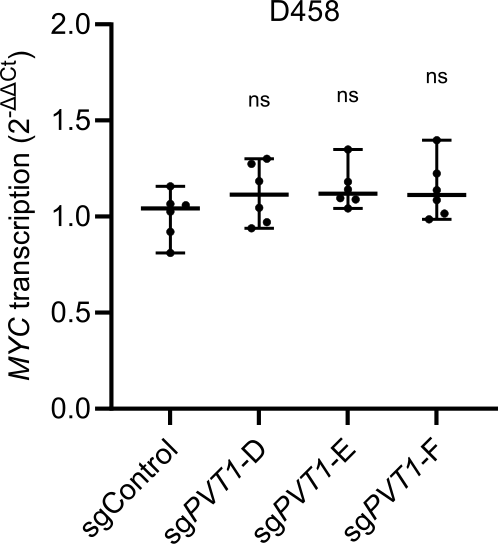 D458
MYC transcription (2^-ΔΔCt)
2.0
1.5
1.0
0.5
0.0
ns
ns
ns
sgControl
sgPVT1-D
sgPVT1-E
sgPVT1-F